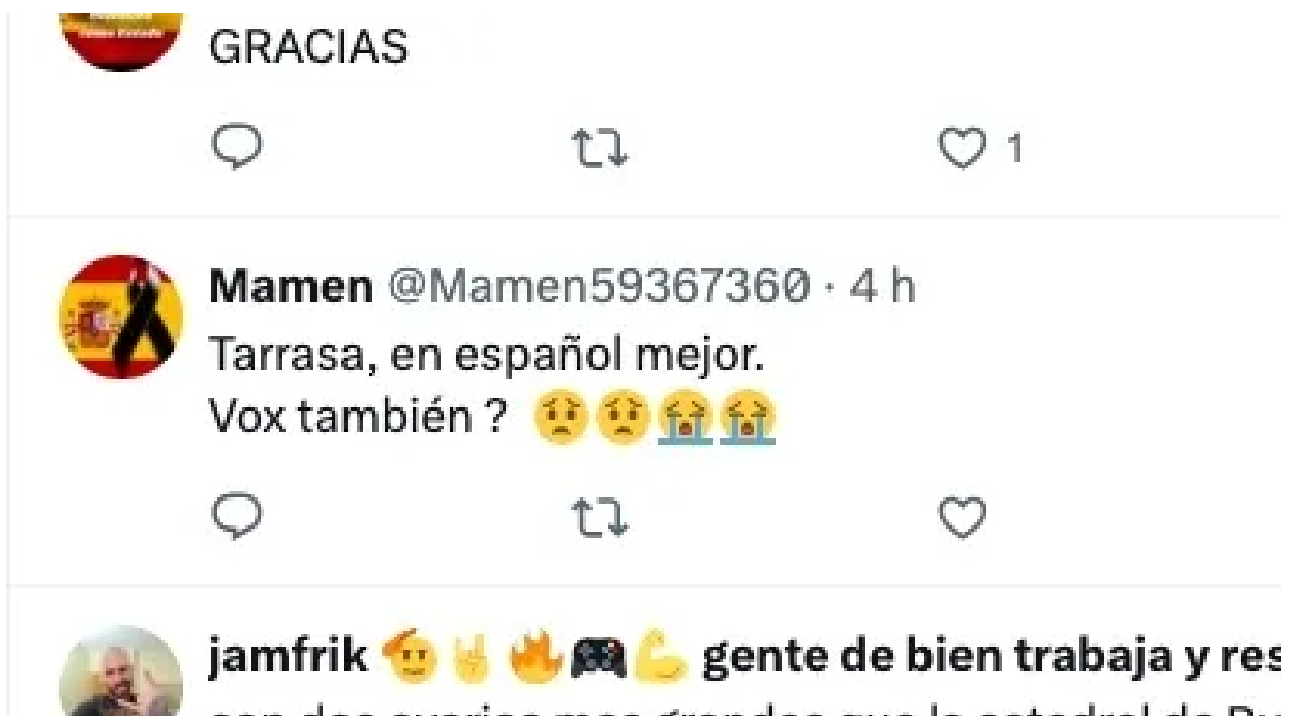 GRACIAS
1
Mamen @Mamen59367360 · 4 h
Tarrasa, en español mejor.
Vox también ? 😟😟😭😭
jamfrik 🫡🤘🔥🎮💪 gente de bien trabaja y res